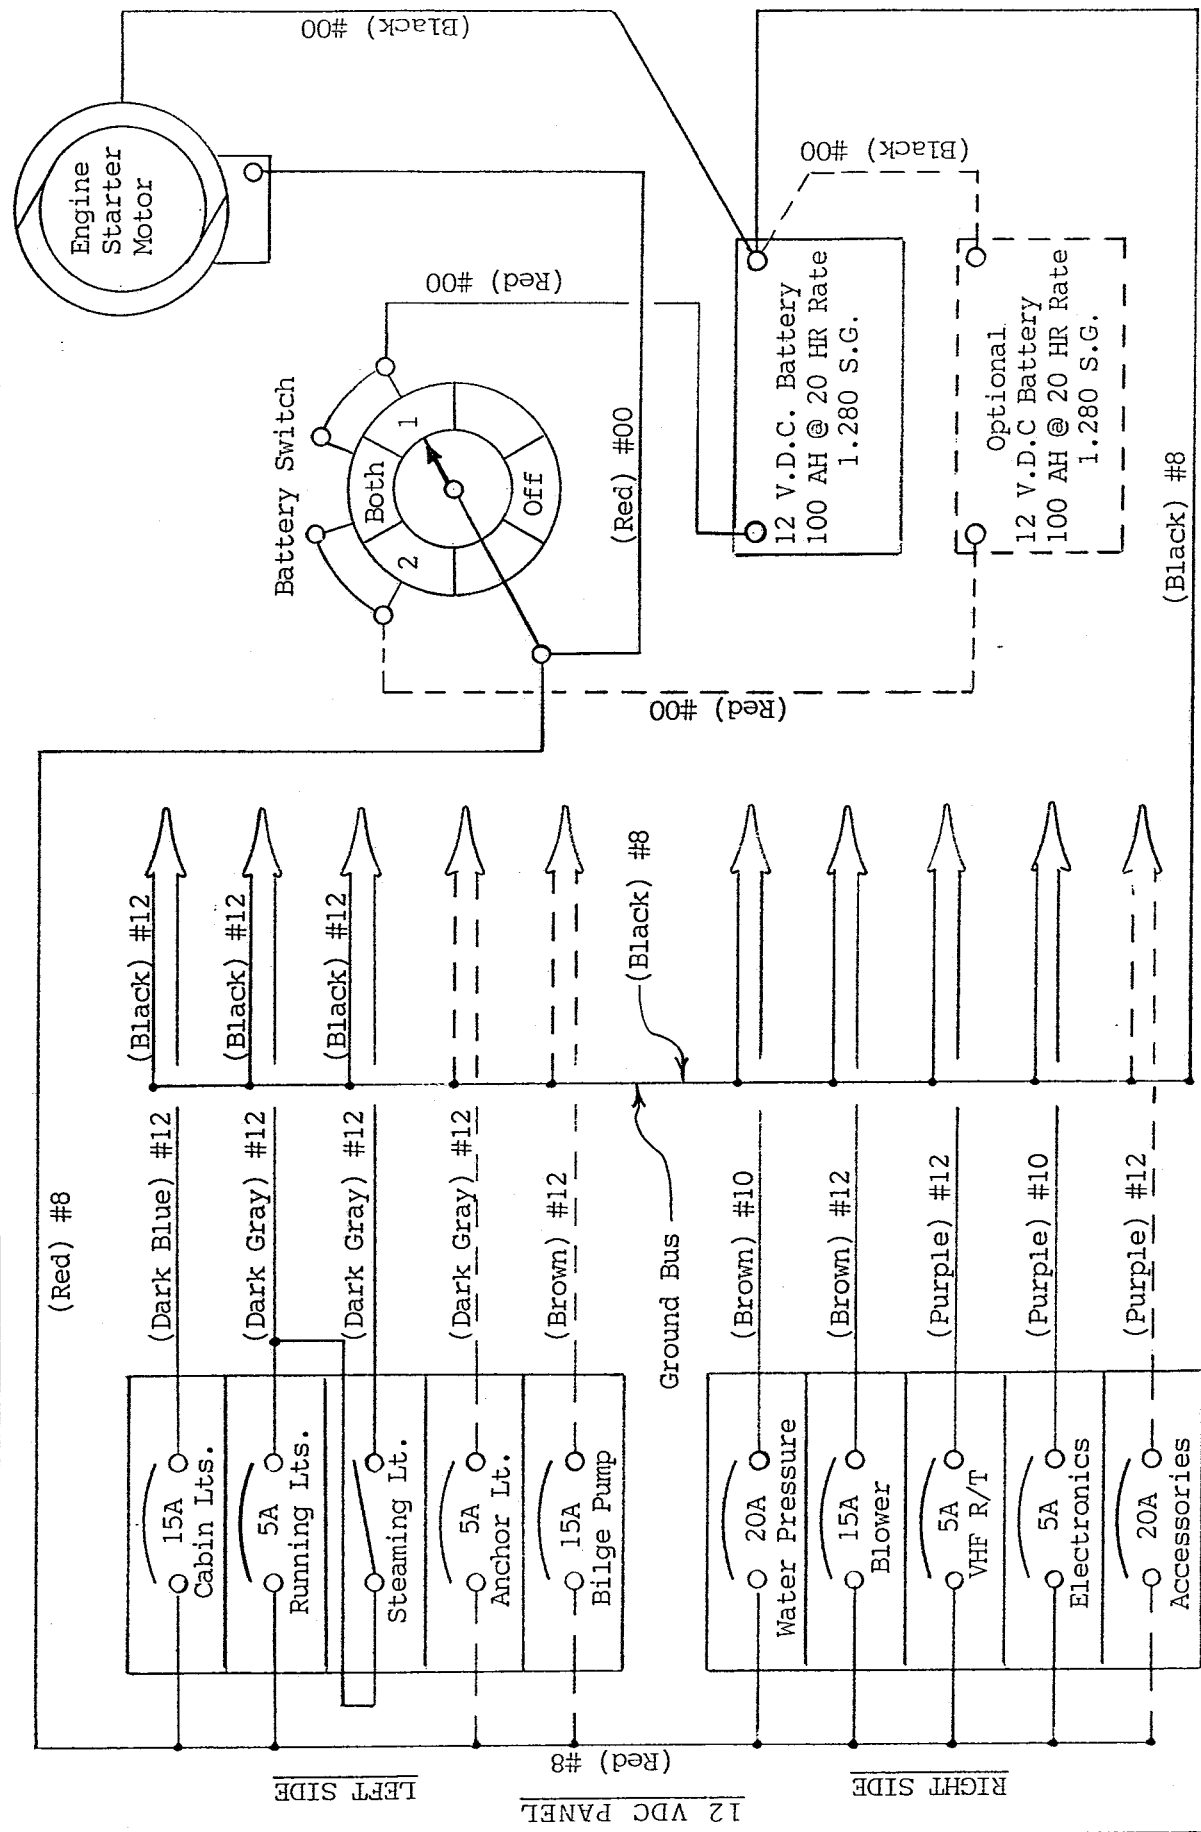 Engine
Starter
Motor
(Black) #00
Battery Switch
1
Both
2
Off
(Red) #00
(Red) #00
(Red) #00
(Black) #00
12 V.D.C. Battery
100 AH @ 20 HR Rate
1.280 S.G.
Optional
12 V.D.C Battery
100 AH @ 20 HR Rate
1.280 S.G.
(Black) #8
(Red) #8
(Black) #12
(Black) #12
(Black) #12
(Black) #8
Ground Bus
(Dark Blue) #12
(Dark Gray) #12
(Dark Gray) #12
(Dark Gray) #12
(Brown) #12
(Brown) #10
(Brown) #12
(Purple) #12
(Purple) #10
(Purple) #12
15A
Cabin Lts.
5A
Running Lts.
Steaming Lt.
5A
Anchor Lt.
15A
Bilge Pump
20A
Water Pressure
15A
Blower
5A
VHF R/T
5A
Electronics
20A
Accessories
(Red) #8
LEFT SIDE
RIGHT SIDE
12 VDC PANEL